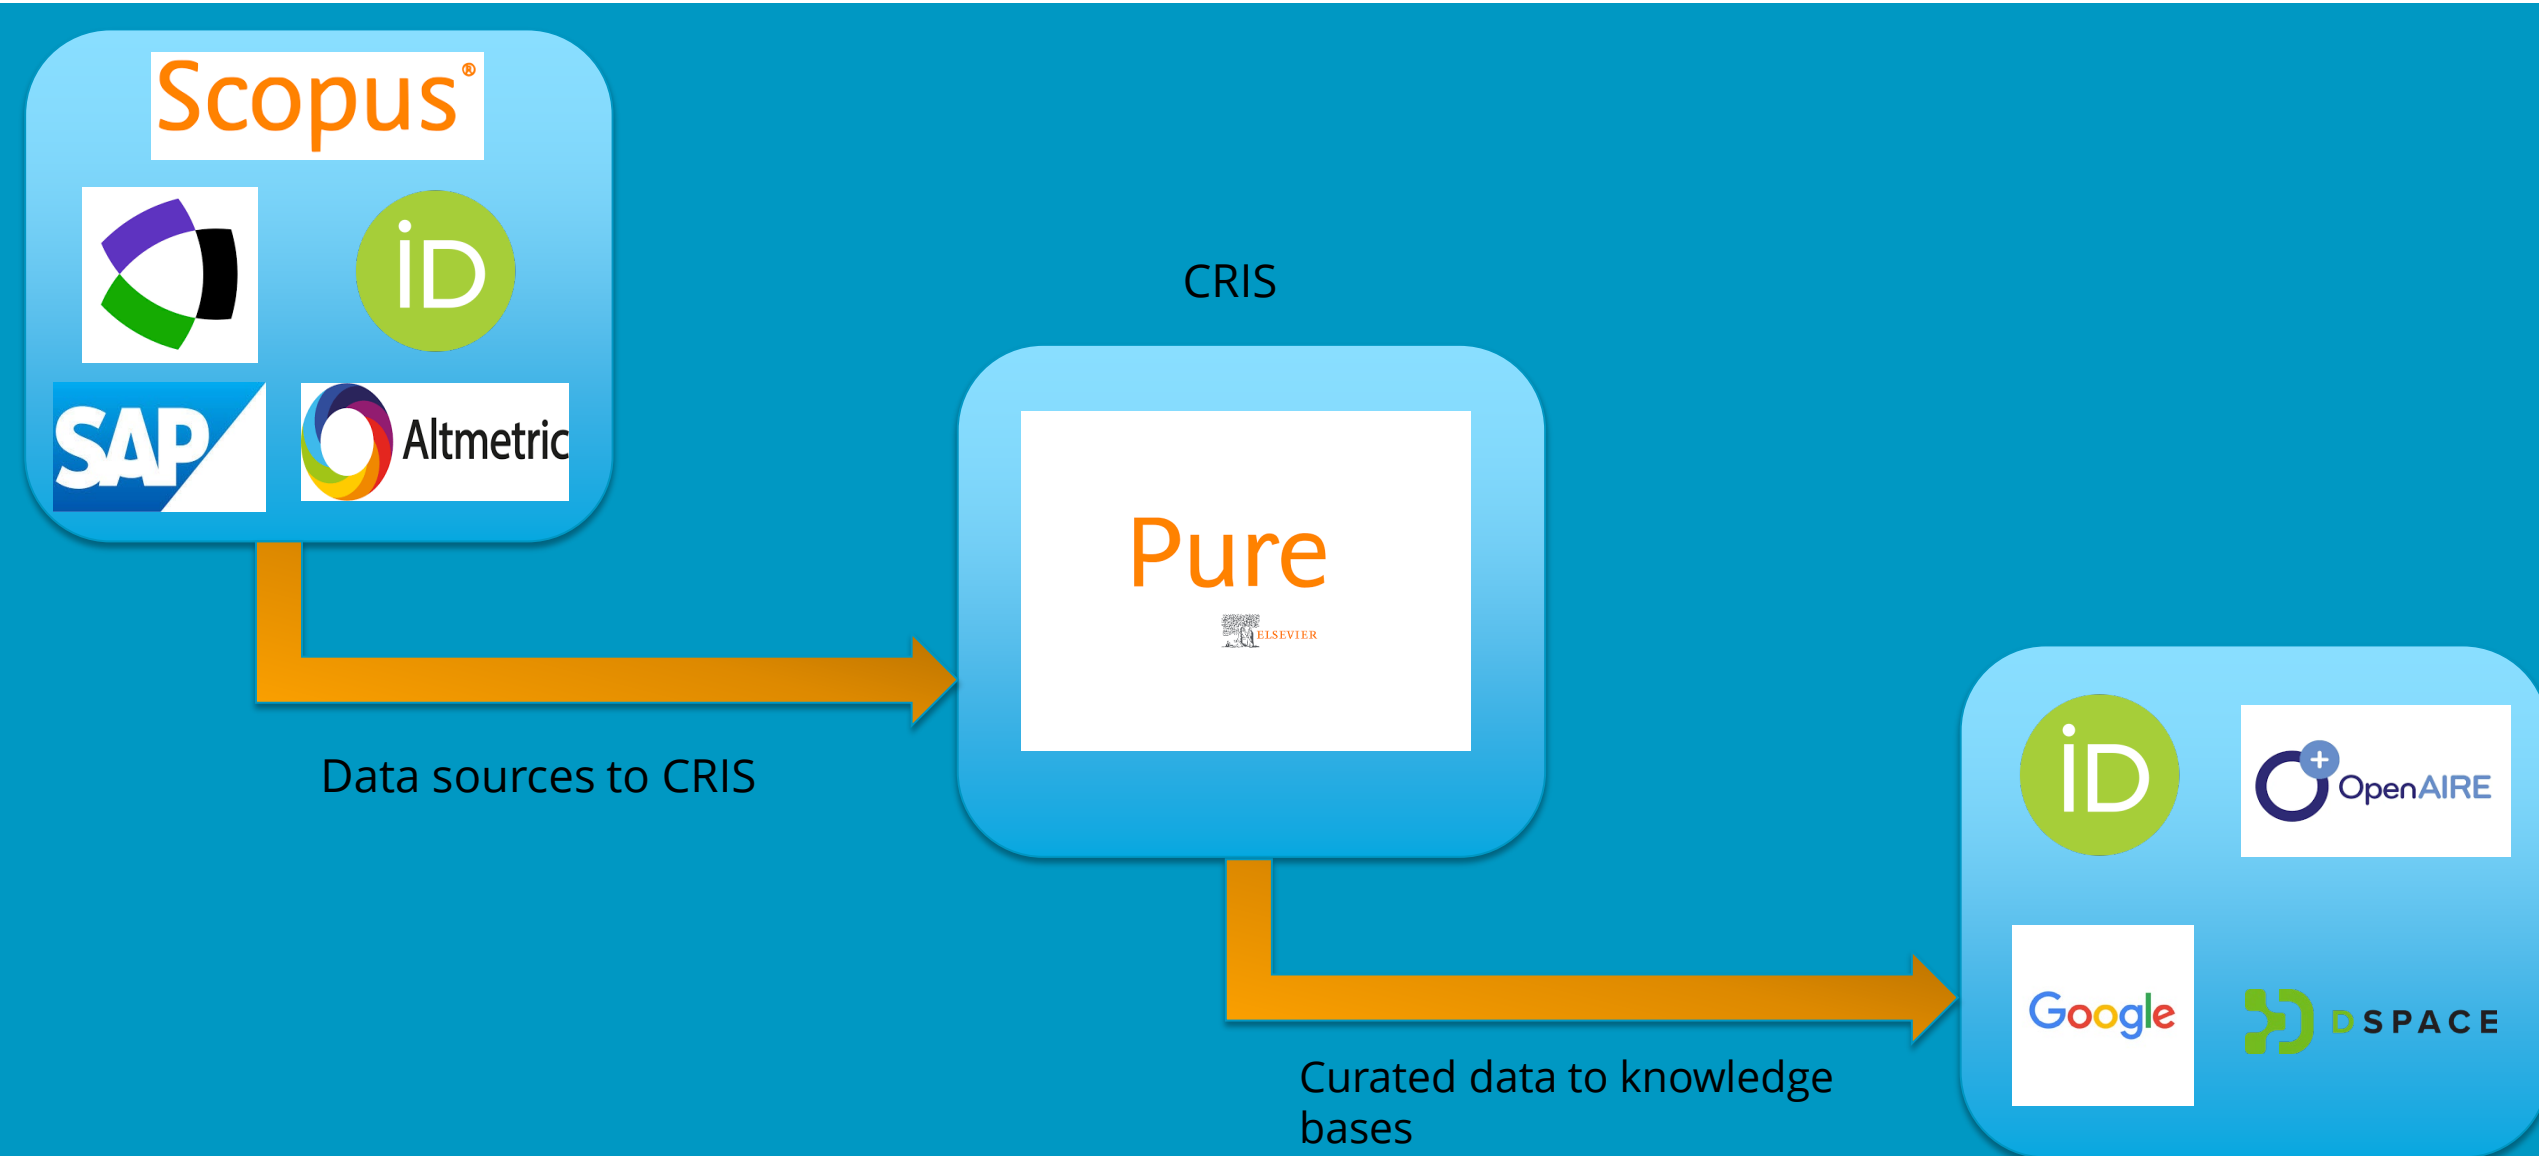 Scopus®
iD
SAP
Altmetric
CRIS
Pure
ELSEVIER
Data sources to CRIS
iD
OpenAIRE
Google
DSPACE
Curated data to knowledge
bases